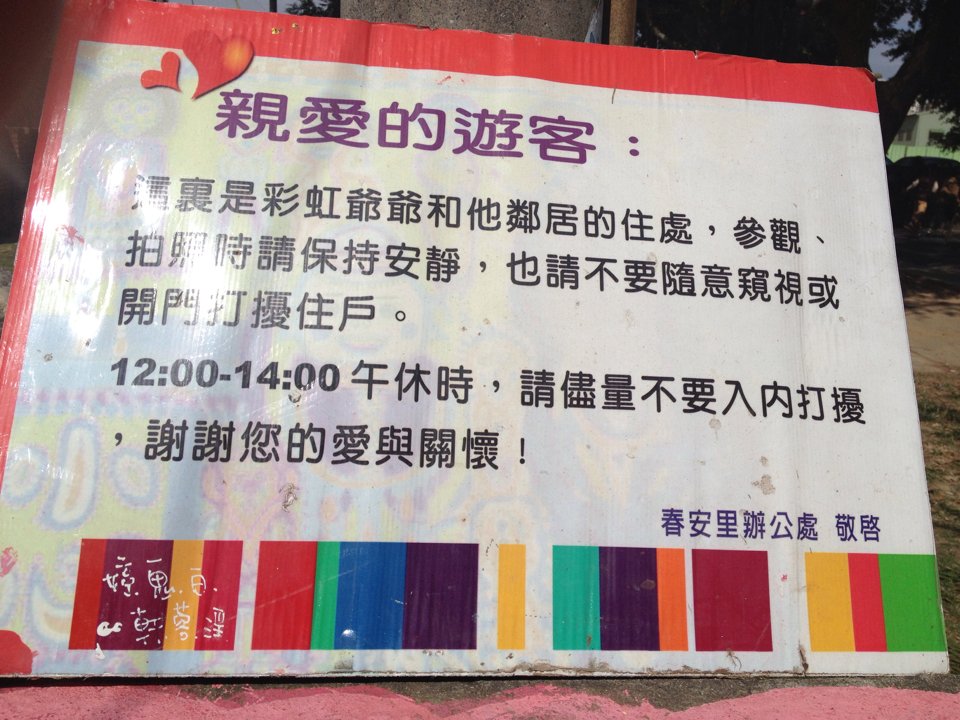 親愛的遊客：
這裏是彩虹爺爺和他鄰居的住處，參觀、
拍照時請保持安靜，也請不要隨意窺視或
開門打擾住戶。
12:00-14:00 午休時，請儘量不要入內打擾
，謝謝您的愛與關懷！
春安里辦公處 敬啓